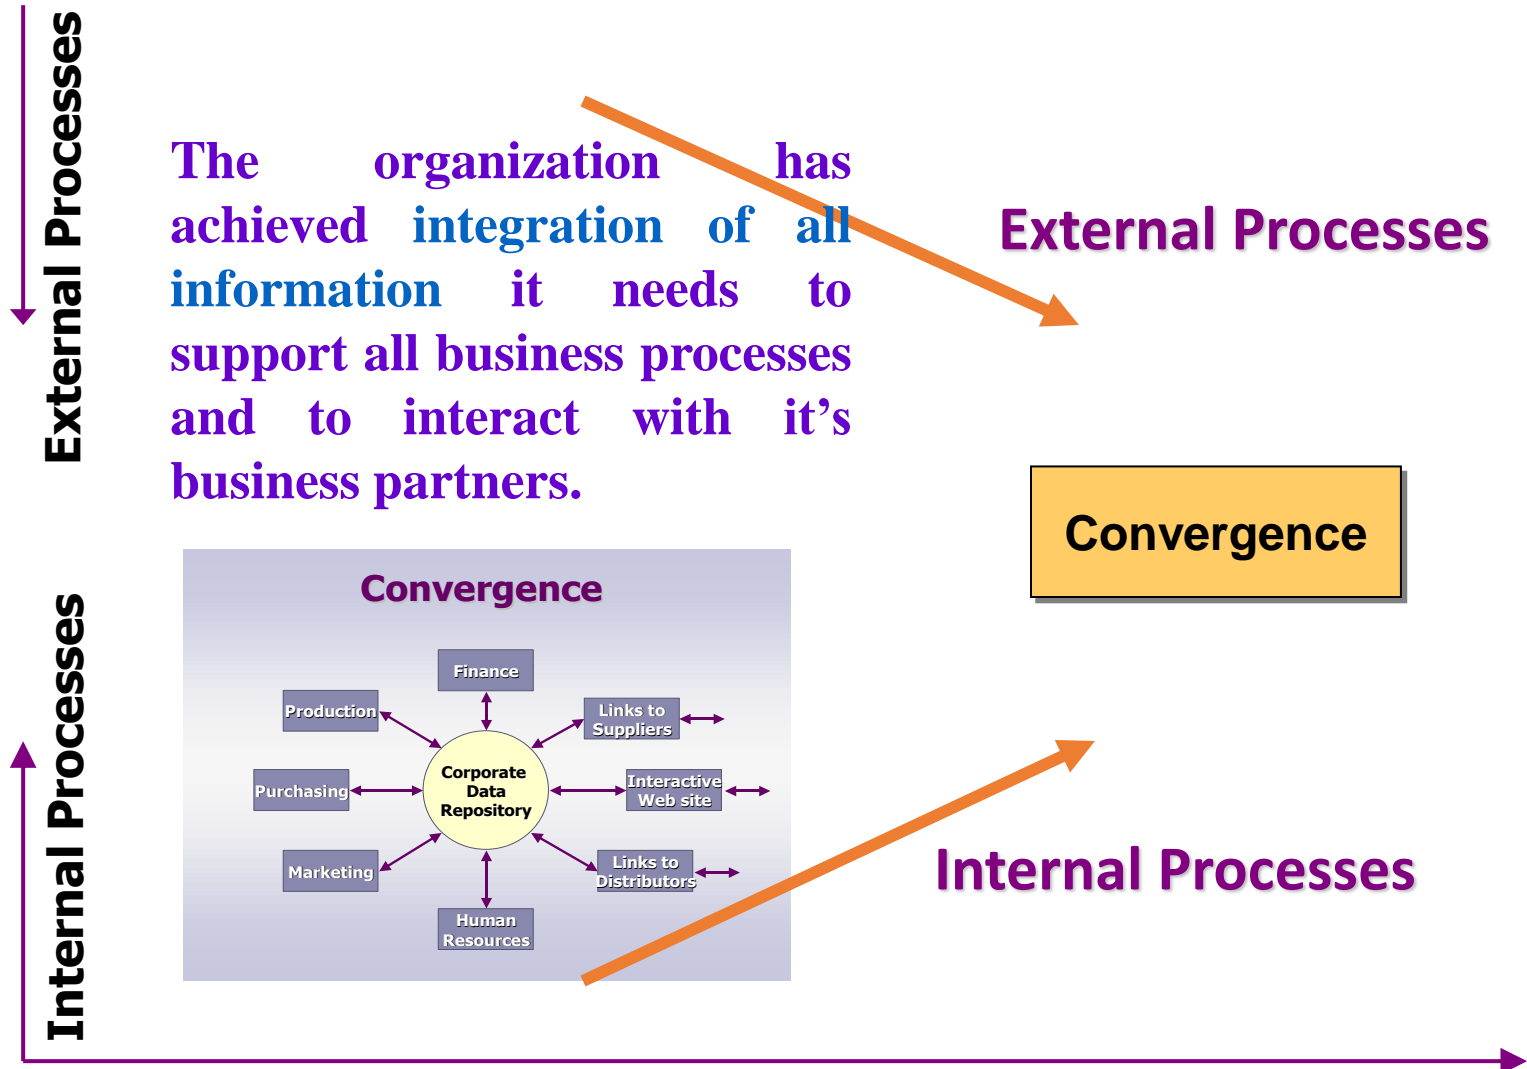 External Processes
The organization has
achieved integration of all
information it needs to
support all business processes
and to interact with it’s
business partners.
External Processes
Convergence
Convergence
Finance
Production
Links to
Suppliers
Corporate
Data
Repository
Purchasing
Interactive
Web site
Marketing
Links to
Distributors
Human
Resources
Internal Processes
Internal Processes